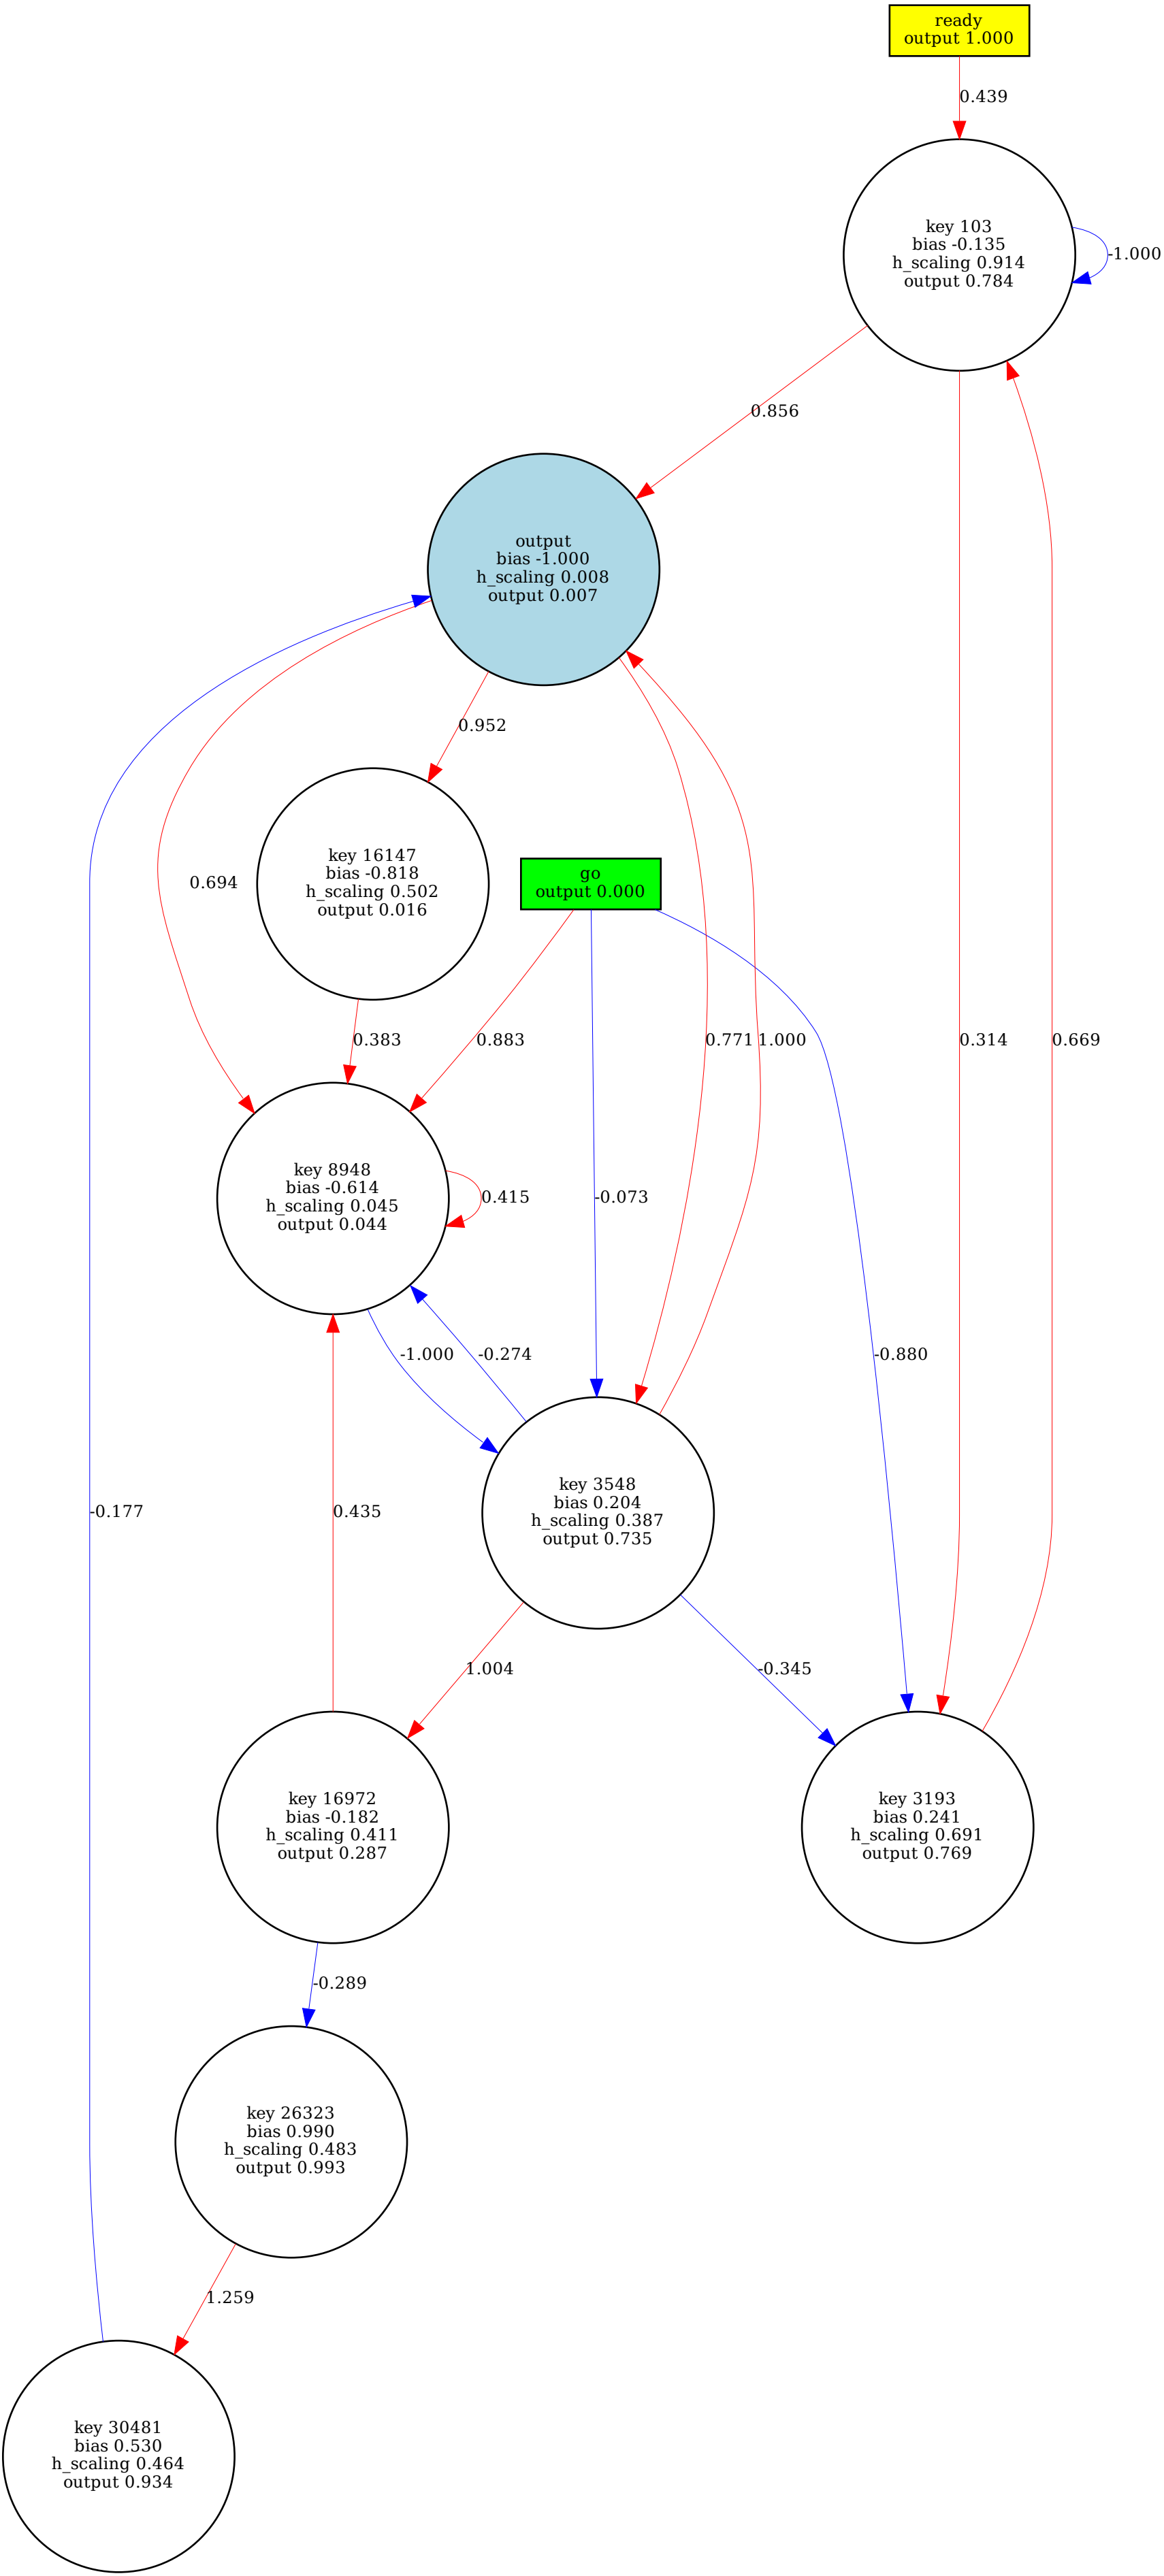 ready
output 1.000
0.439
key 103
bias -0.135
h_scaling 0.914
output 0.784
-1.000
0.856
output
bias -1.000
h_scaling 0.008
output 0.007
0.952
key 16147
bias -0.818
h_scaling 0.502
output 0.016
go
output 0.000
0.694
0.383
0.883
0.771
1.000
0.314
0.669
key 8948
bias -0.614
h_scaling 0.045
output 0.044
0.415
-0.073
-1.000
-0.274
-0.880
key 3548
bias 0.204
h_scaling 0.387
output 0.735
-0.177
0.435
1.004
-0.345
key 16972
bias -0.182
h_scaling 0.411
output 0.287
key 3193
bias 0.241
h_scaling 0.691
output 0.769
-0.289
key 26323
bias 0.990
h_scaling 0.483
output 0.993
1.259
key 30481
bias 0.530
h_scaling 0.464
output 0.934